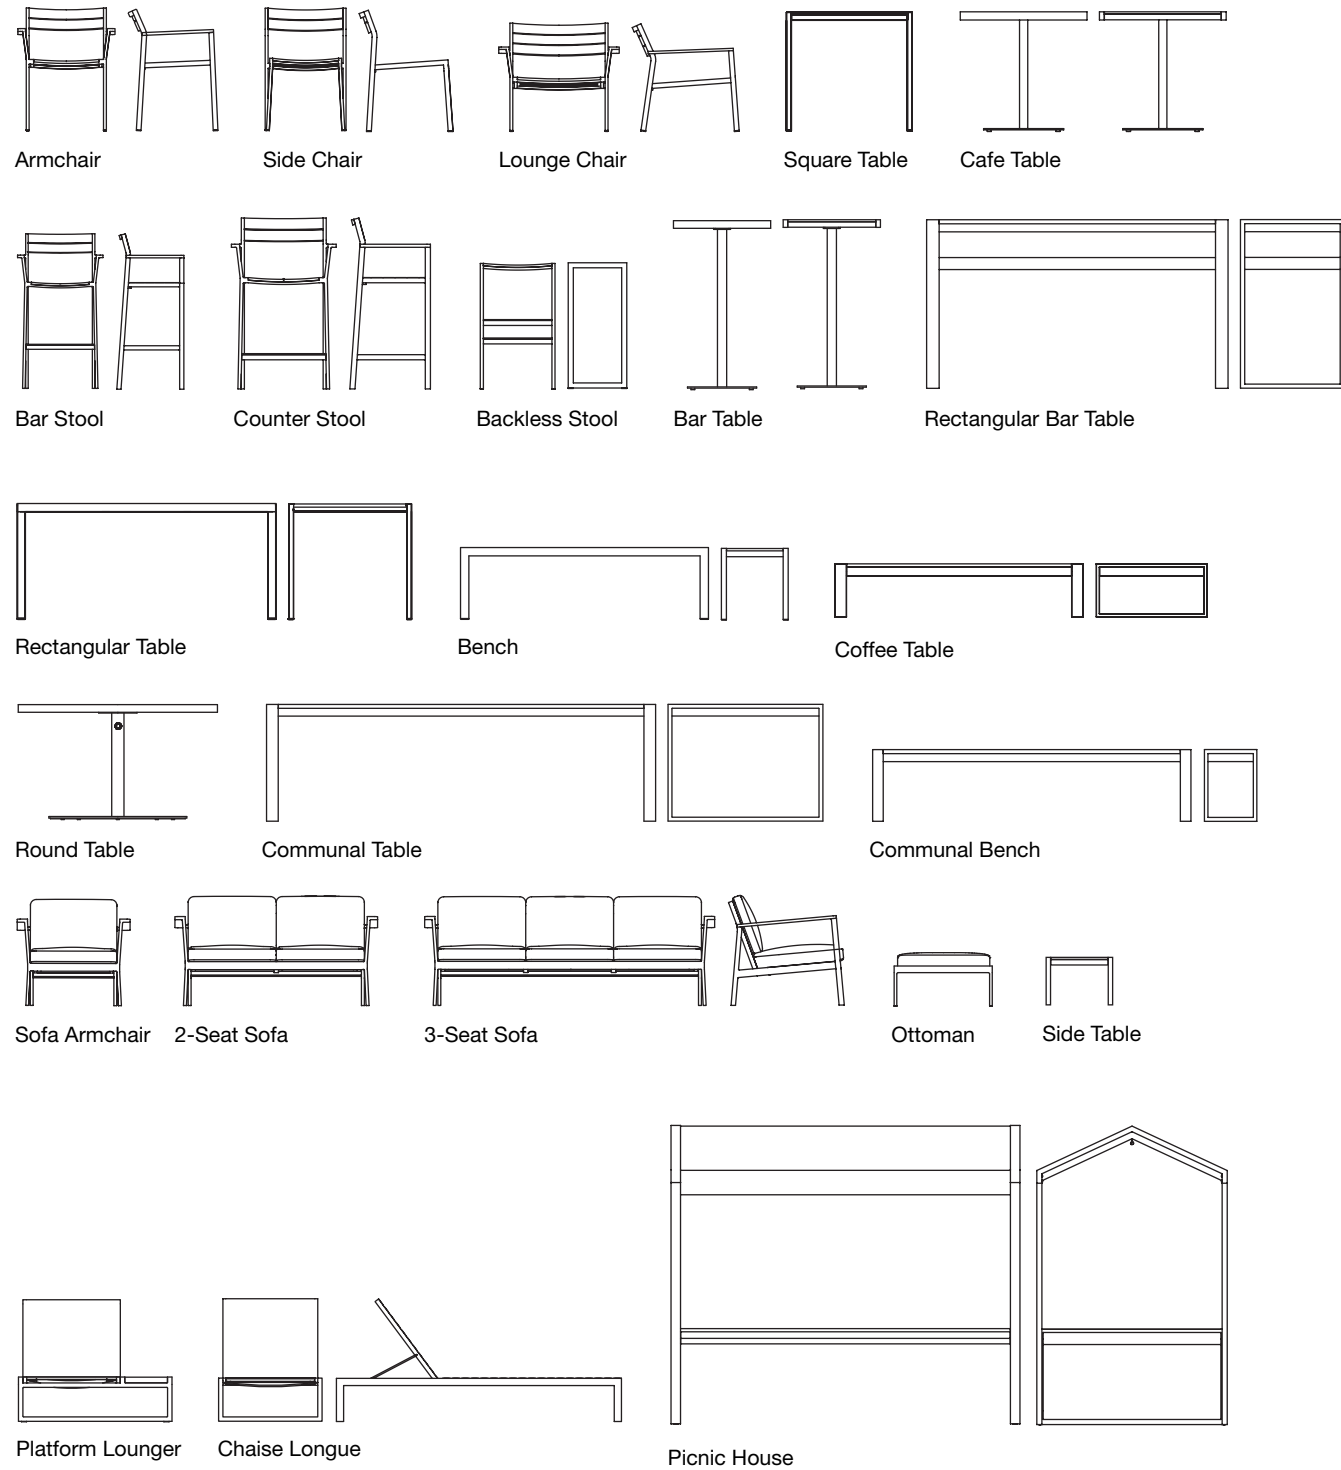 Armchair
Side Chair
Lounge Chair
Square Table
Cafe Table
Bar Stool
Counter Stool
Backless Stool
Bar Table
Rectangular Bar Table
Rectangular Table
Bench
Coffee Table
Round Table
Communal Table
Communal Bench
Sofa Armchair
2-Seat Sofa
3-Seat Sofa
Ottoman
Side Table
Platform Lounger
Chaise Longue
Picnic House